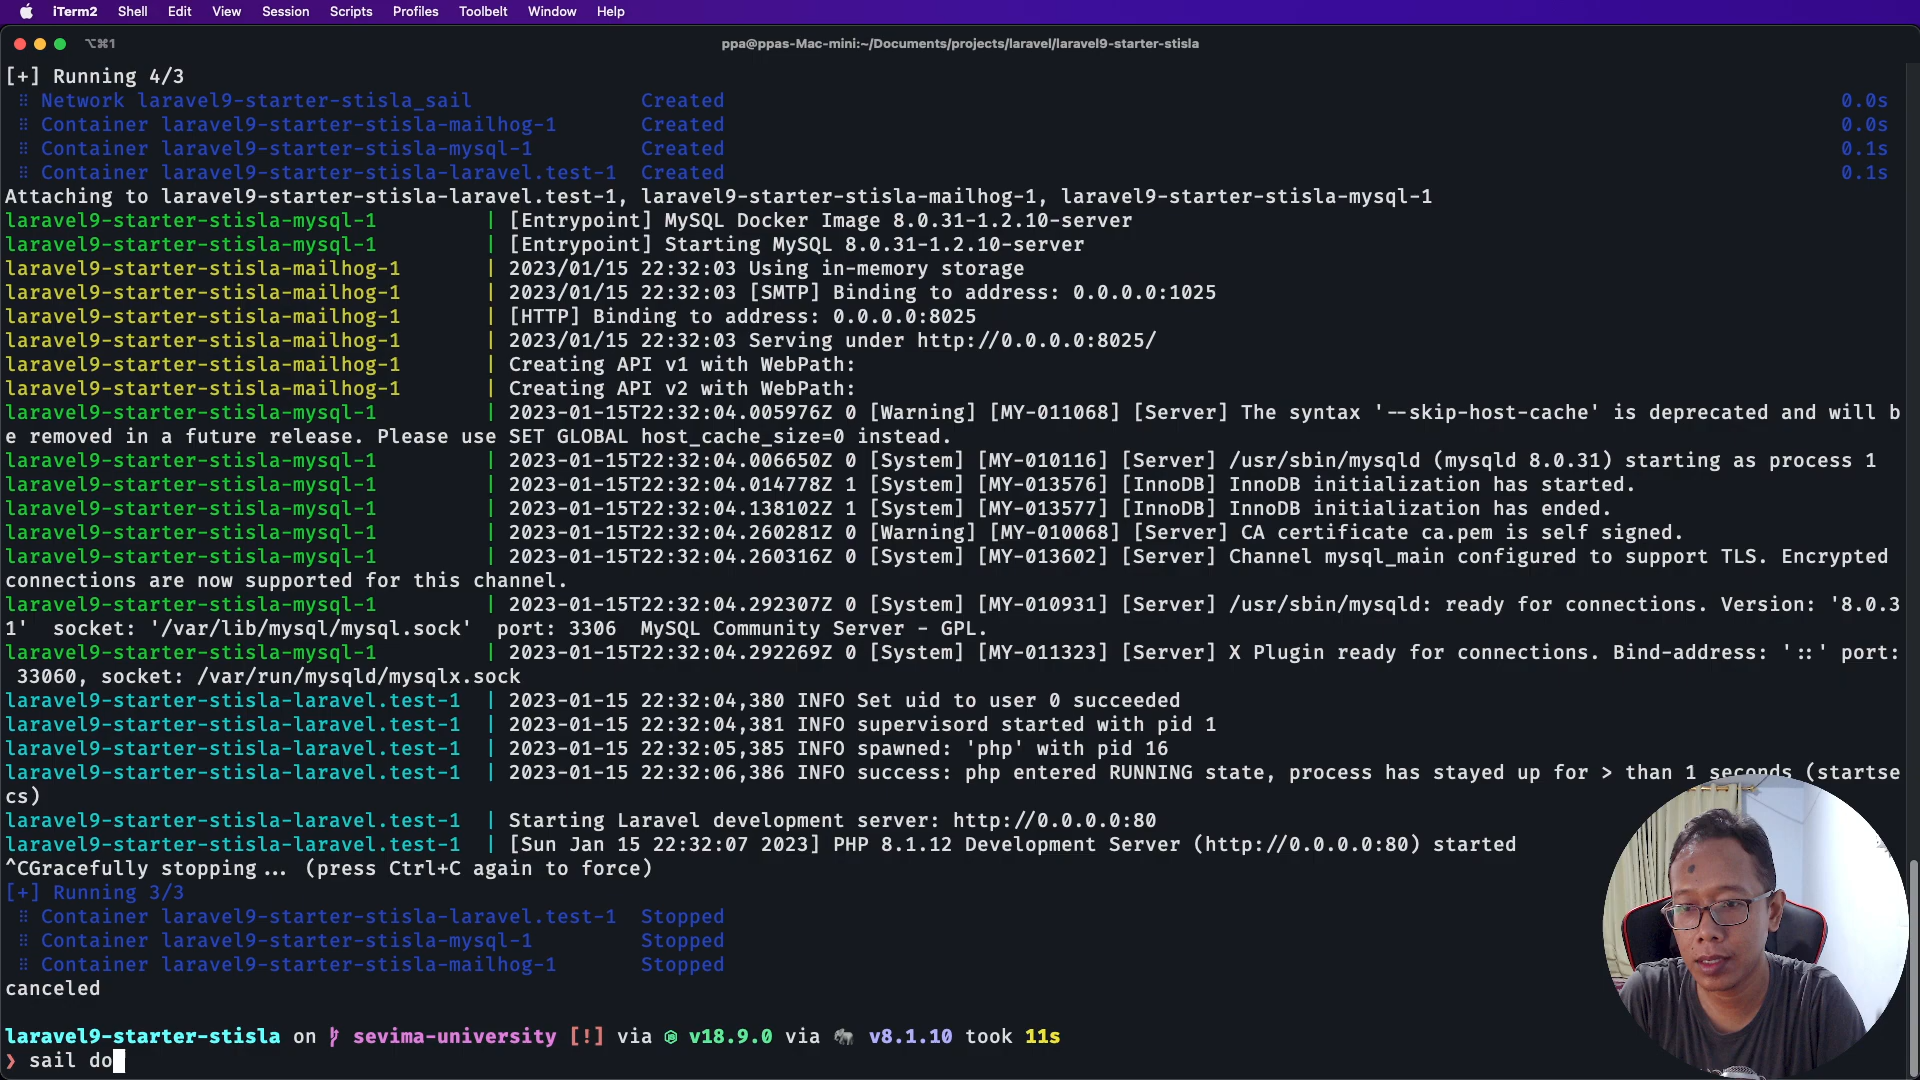 iTerm2 Shell Edit View Session Scripts Profiles Toolbelt Window Help
⌥⌘1 ppa@ppas-Mac-mini:~/Documents/projects/laravel/laravel9-starter-stisla
[+] Running 4/3
⠿ Network laravel9-starter-stisla_sail Created 0.0s
⠿ Container laravel9-starter-stisla-mailhog-1 Created 0.0s
⠿ Container laravel9-starter-stisla-mysql-1 Created 0.1s
⠿ Container laravel9-starter-stisla-laravel.test-1 Created 0.1s
Attaching to laravel9-starter-stisla-laravel.test-1, laravel9-starter-stisla-mailhog-1, laravel9-starter-stisla-mysql-1
laravel9-starter-stisla-mysql-1 | [Entrypoint] MySQL Docker Image 8.0.31-1.2.10-server
laravel9-starter-stisla-mysql-1 | [Entrypoint] Starting MySQL 8.0.31-1.2.10-server
laravel9-starter-stisla-mailhog-1 | 2023/01/15 22:32:03 Using in-memory storage
laravel9-starter-stisla-mailhog-1 | 2023/01/15 22:32:03 [SMTP] Binding to address: 0.0.0.0:1025
laravel9-starter-stisla-mailhog-1 | [HTTP] Binding to address: 0.0.0.0:8025
laravel9-starter-stisla-mailhog-1 | 2023/01/15 22:32:03 Serving under http://0.0.0.0:8025/
laravel9-starter-stisla-mailhog-1 | Creating API v1 with WebPath:
laravel9-starter-stisla-mailhog-1 | Creating API v2 with WebPath:
laravel9-starter-stisla-mysql-1 | 2023-01-15T22:32:04.005976Z 0 [Warning] [MY-011068] [Server] The syntax '--skip-host-cache' is deprecated and will b
e removed in a future release. Please use SET GLOBAL host_cache_size=0 instead.
laravel9-starter-stisla-mysql-1 | 2023-01-15T22:32:04.006650Z 0 [System] [MY-010116] [Server] /usr/sbin/mysqld (mysqld 8.0.31) starting as process 1
laravel9-starter-stisla-mysql-1 | 2023-01-15T22:32:04.014778Z 1 [System] [MY-013576] [InnoDB] InnoDB initialization has started.
laravel9-starter-stisla-mysql-1 | 2023-01-15T22:32:04.138102Z 1 [System] [MY-013577] [InnoDB] InnoDB initialization has ended.
laravel9-starter-stisla-mysql-1 | 2023-01-15T22:32:04.260281Z 0 [Warning] [MY-010068] [Server] CA certificate ca.pem is self signed.
laravel9-starter-stisla-mysql-1 | 2023-01-15T22:32:04.260316Z 0 [System] [MY-013602] [Server] Channel mysql_main configured to support TLS. Encrypted
connections are now supported for this channel.
laravel9-starter-stisla-mysql-1 | 2023-01-15T22:32:04.292307Z 0 [System] [MY-010931] [Server] /usr/sbin/mysqld: ready for connections. Version: '8.0.3
1' socket: '/var/lib/mysql/mysql.sock' port: 3306 MySQL Community Server - GPL.
laravel9-starter-stisla-mysql-1 | 2023-01-15T22:32:04.292269Z 0 [System] [MY-011323] [Server] X Plugin ready for connections. Bind-address: '::' port:
33060, socket: /var/run/mysqld/mysqlx.sock
laravel9-starter-stisla-laravel.test-1 | 2023-01-15 22:32:04,380 INFO Set uid to user 0 succeeded
laravel9-starter-stisla-laravel.test-1 | 2023-01-15 22:32:04,381 INFO supervisord started with pid 1
laravel9-starter-stisla-laravel.test-1 | 2023-01-15 22:32:05,385 INFO spawned: 'php' with pid 16
laravel9-starter-stisla-laravel.test-1 | 2023-01-15 22:32:06,386 INFO success: php entered RUNNING state, process has stayed up for > than 1 seconds (startse
cs)
laravel9-starter-stisla-laravel.test-1 | Starting Laravel development server: http://0.0.0.0:80
laravel9-starter-stisla-laravel.test-1 | [Sun Jan 15 22:32:07 2023] PHP 8.1.12 Development Server (http://0.0.0.0:80) started
^CGracefully stopping... (press Ctrl+C again to force)
[+] Running 3/3
⠿ Container laravel9-starter-stisla-laravel.test-1 Stopped
⠿ Container laravel9-starter-stisla-mysql-1 Stopped
⠿ Container laravel9-starter-stisla-mailhog-1 Stopped
canceled
laravel9-starter-stisla on sevima-university [!] via v18.9.0 via 🐘 v8.1.10 took 11s
❯ sail do